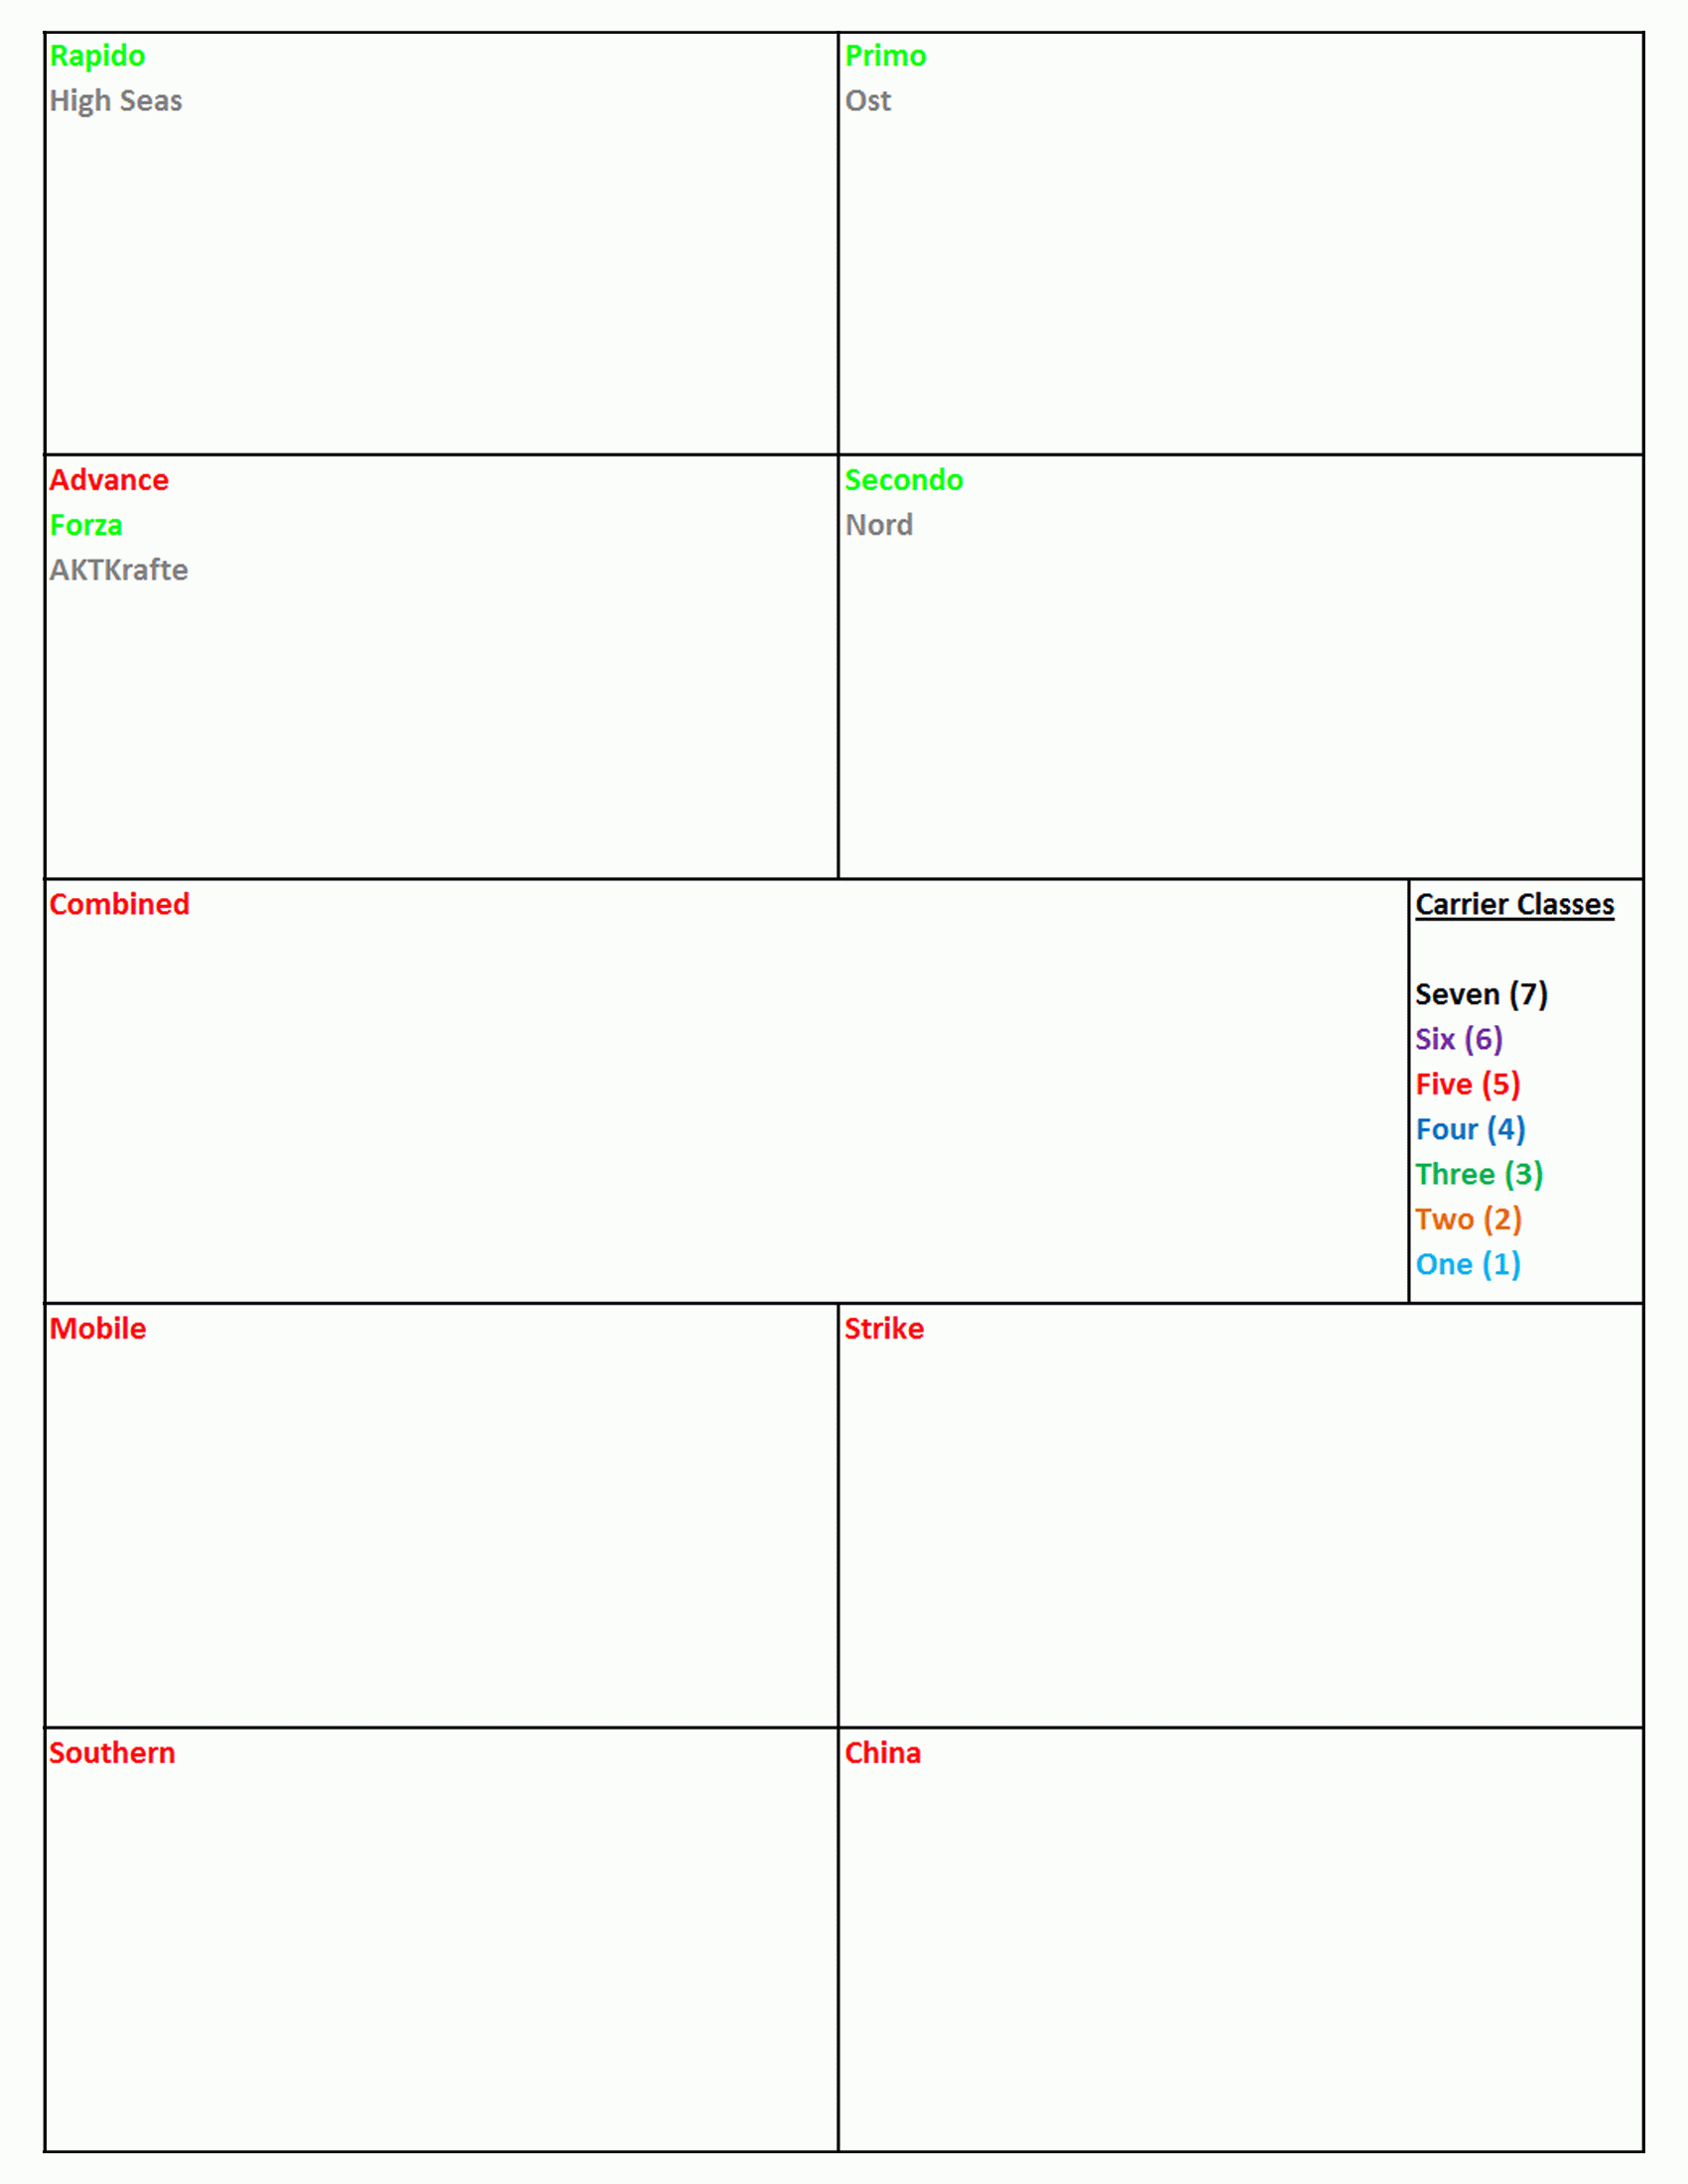 Rapido
High Seas
Primo
Ost
Advance
Forza
AKTKrafte
Secondo
Nord
Combined
Carrier Classes
Seven (7)
Six (6)
Five (5)
Four (4)
Three (3)
Two (2)
One (1)
Mobile
Strike
Southern
China